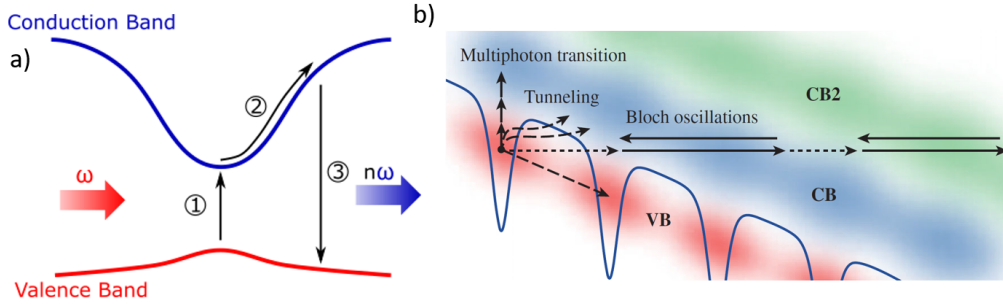 Conduction Band
a)
②
ω
①
③
nω
Valence Band
b)
Multiphoton transition
Tunneling
CB2
Bloch oscillations
CB
VB